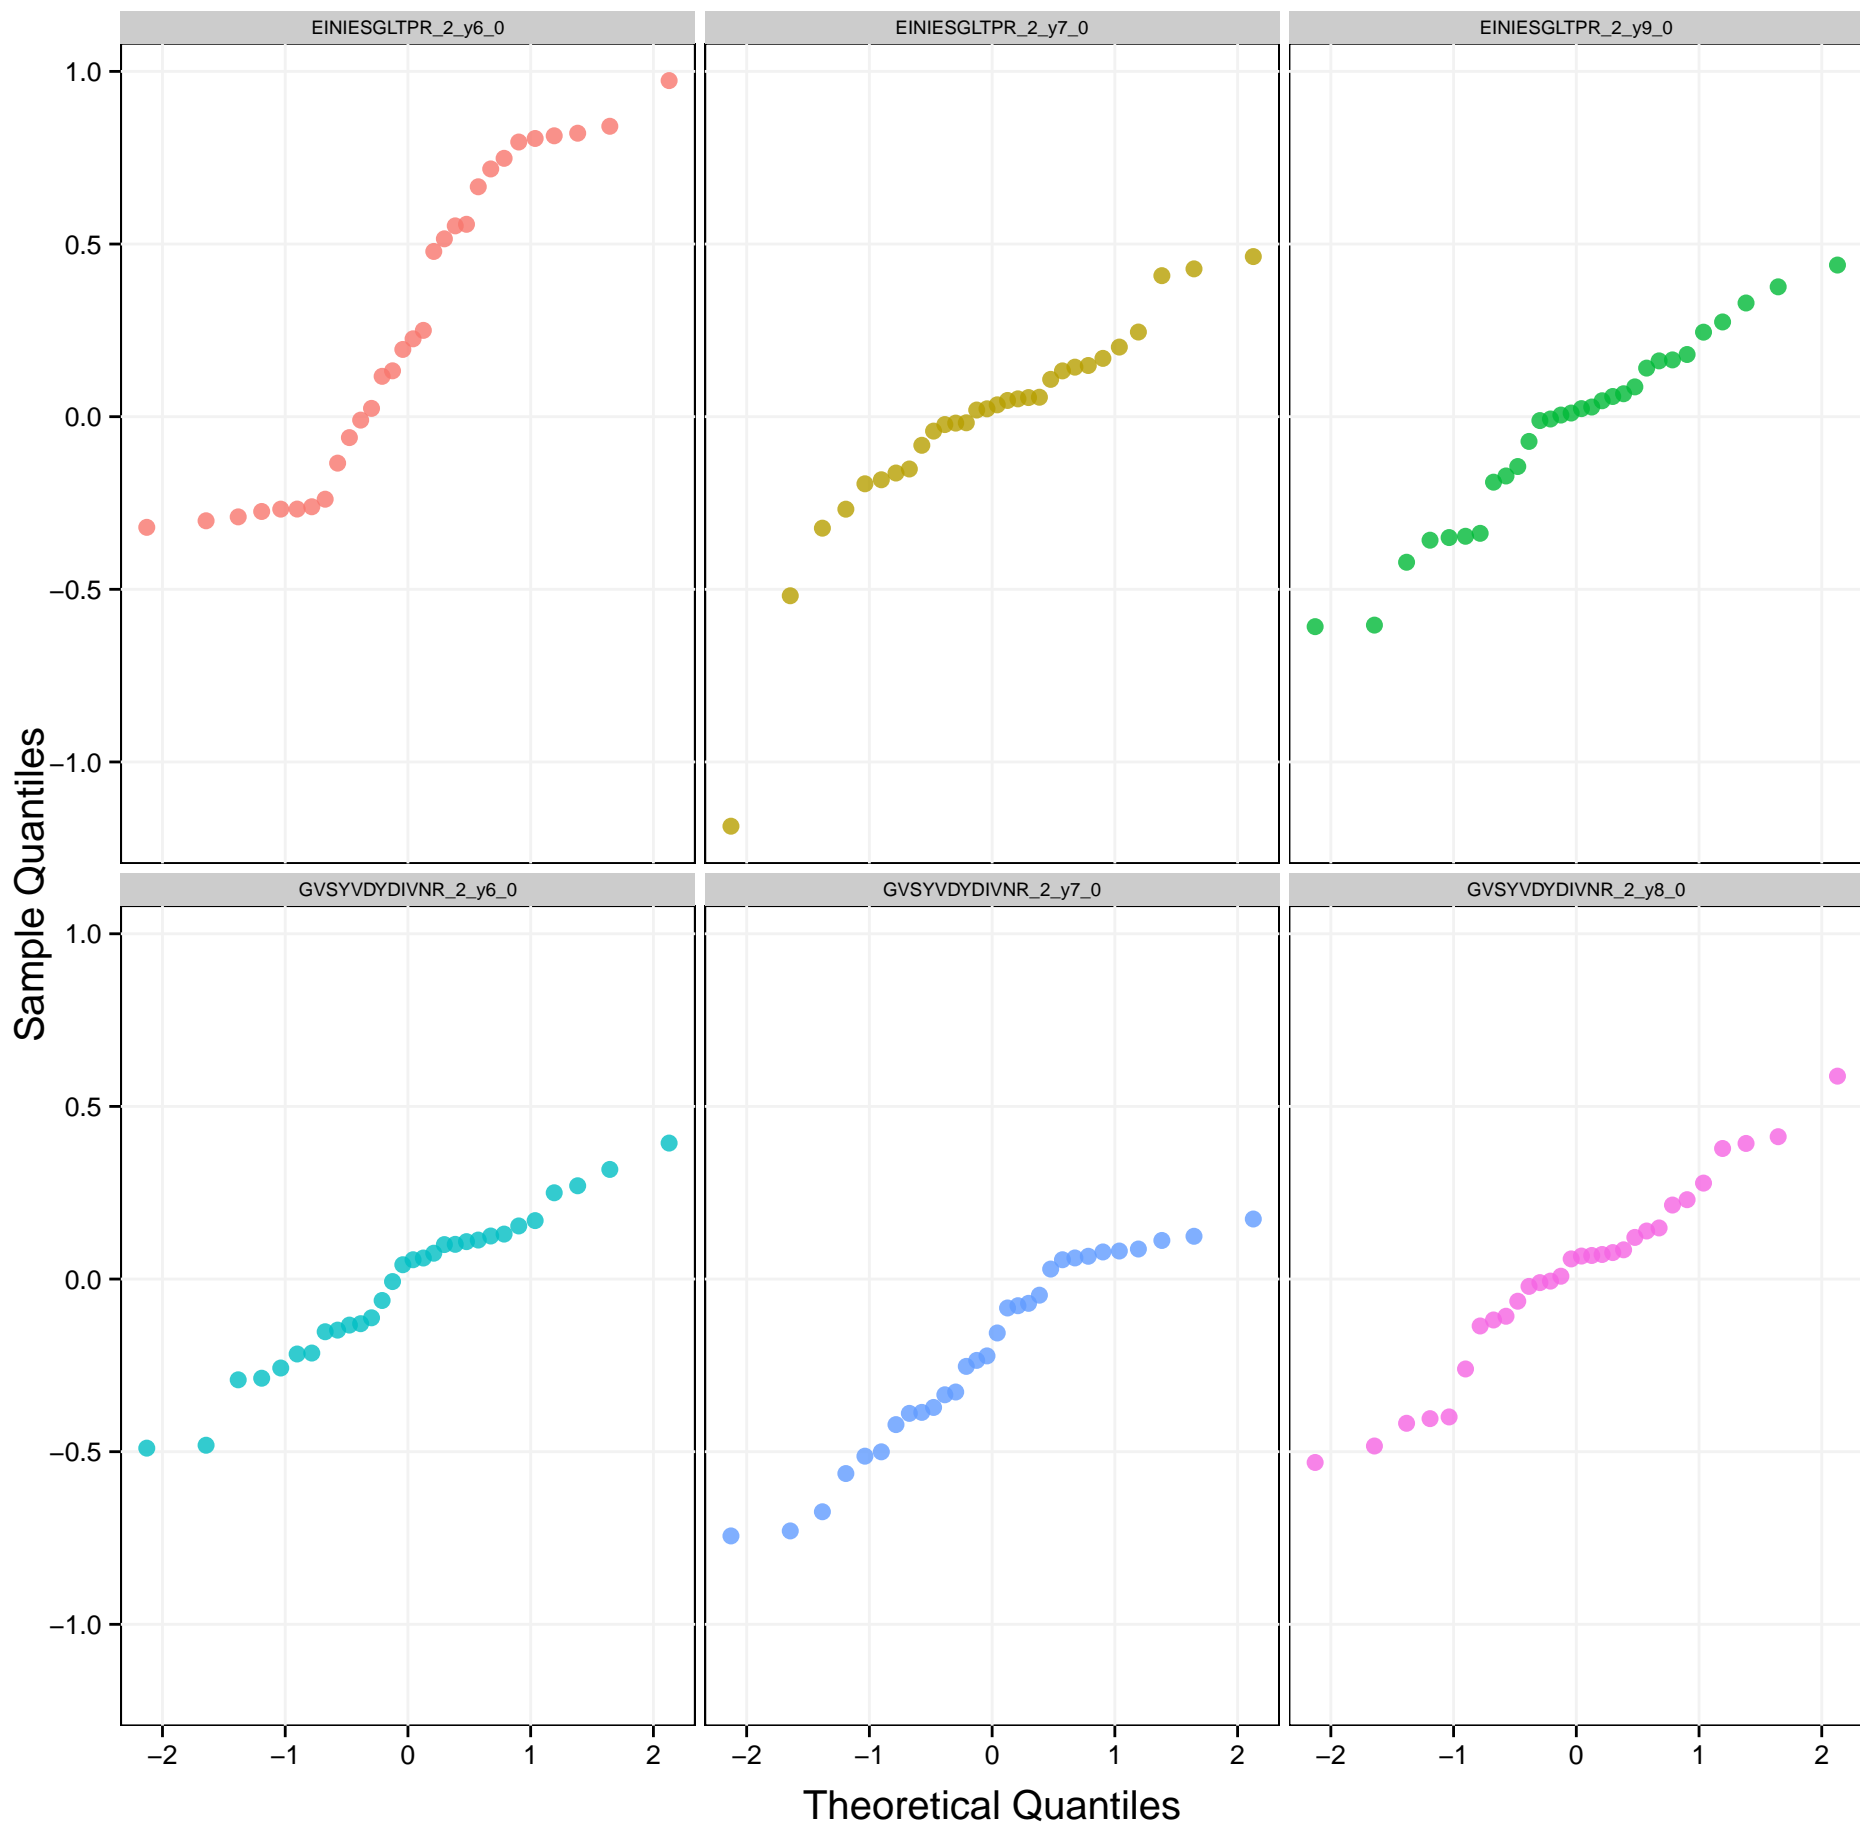 EINIESGLTPR_2_y6_0 EINIESGLTPR_2_y7_0 EINIESGLTPR_2_y9_0
1.0
0.5
0.0
−0.5
−1.0
GVSYVDYDIVNR_2_y6_0 GVSYVDYDIVNR_2_y7_0 GVSYVDYDIVNR_2_y8_0
1.0
0.5
0.0
−0.5
−1.0
−2 −1 0 1 2 −2 −1 0 1 2 −2 −1 0 1 2
Theoretical Quantiles
Sample Quantiles